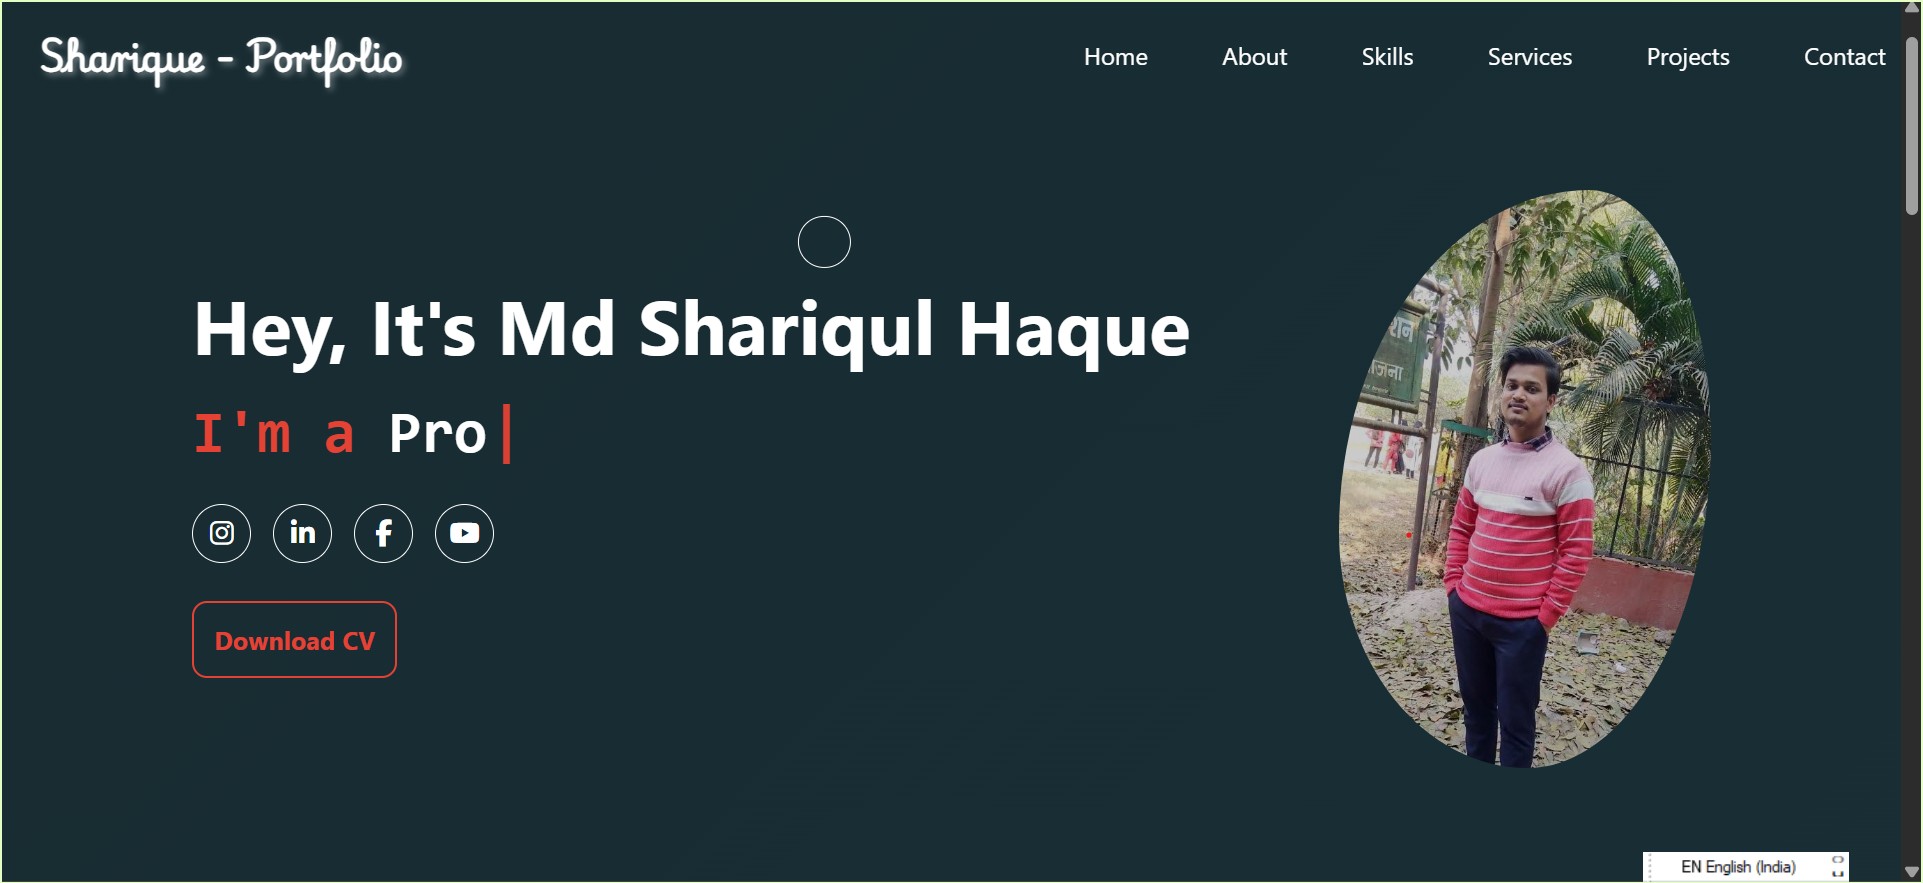 Sharique - Portfolio
Home About Skills Services Projects Contact
Hey, It's Md Shariqul Haque
I'm a Pro
Download CV
EN English (India)